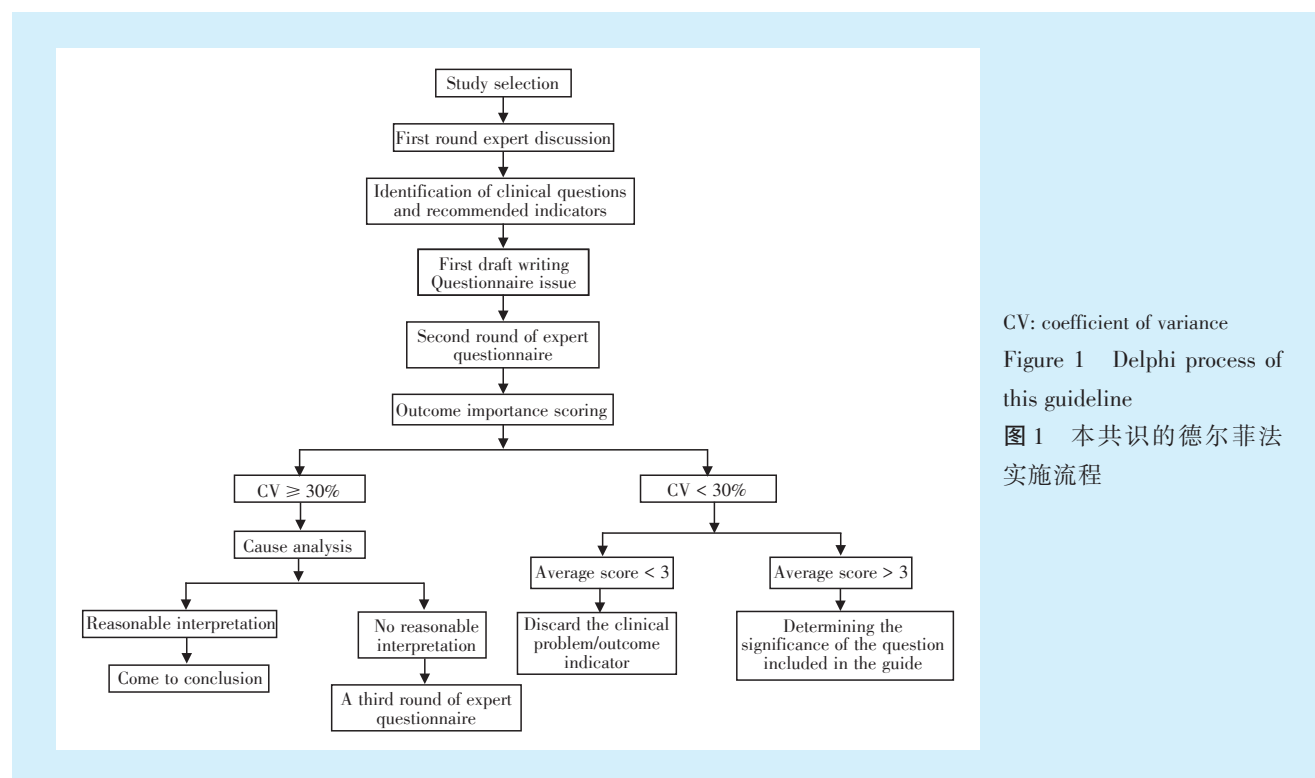 Study selection
First round expert discussion
Identification of clinical questions
and recommended indicators
First draft writing
Questionnaire issue
Second round of expert
questionnaire
Outcome importance scoring
CV ≥ 30%
CV < 30%
Cause analysis
Average score < 3
Average score > 3
Reasonable interpretation
No reasonable
interpretation
Discard the clinical
problem/outcome
indicator
Determining the
significance of the question
included in the guide
Come to conclusion
A third round of expert
questionnaire
CV: coefficient of variance
Figure 1 Delphi process of
this guideline
图1 本共识的德尔菲法
实施流程